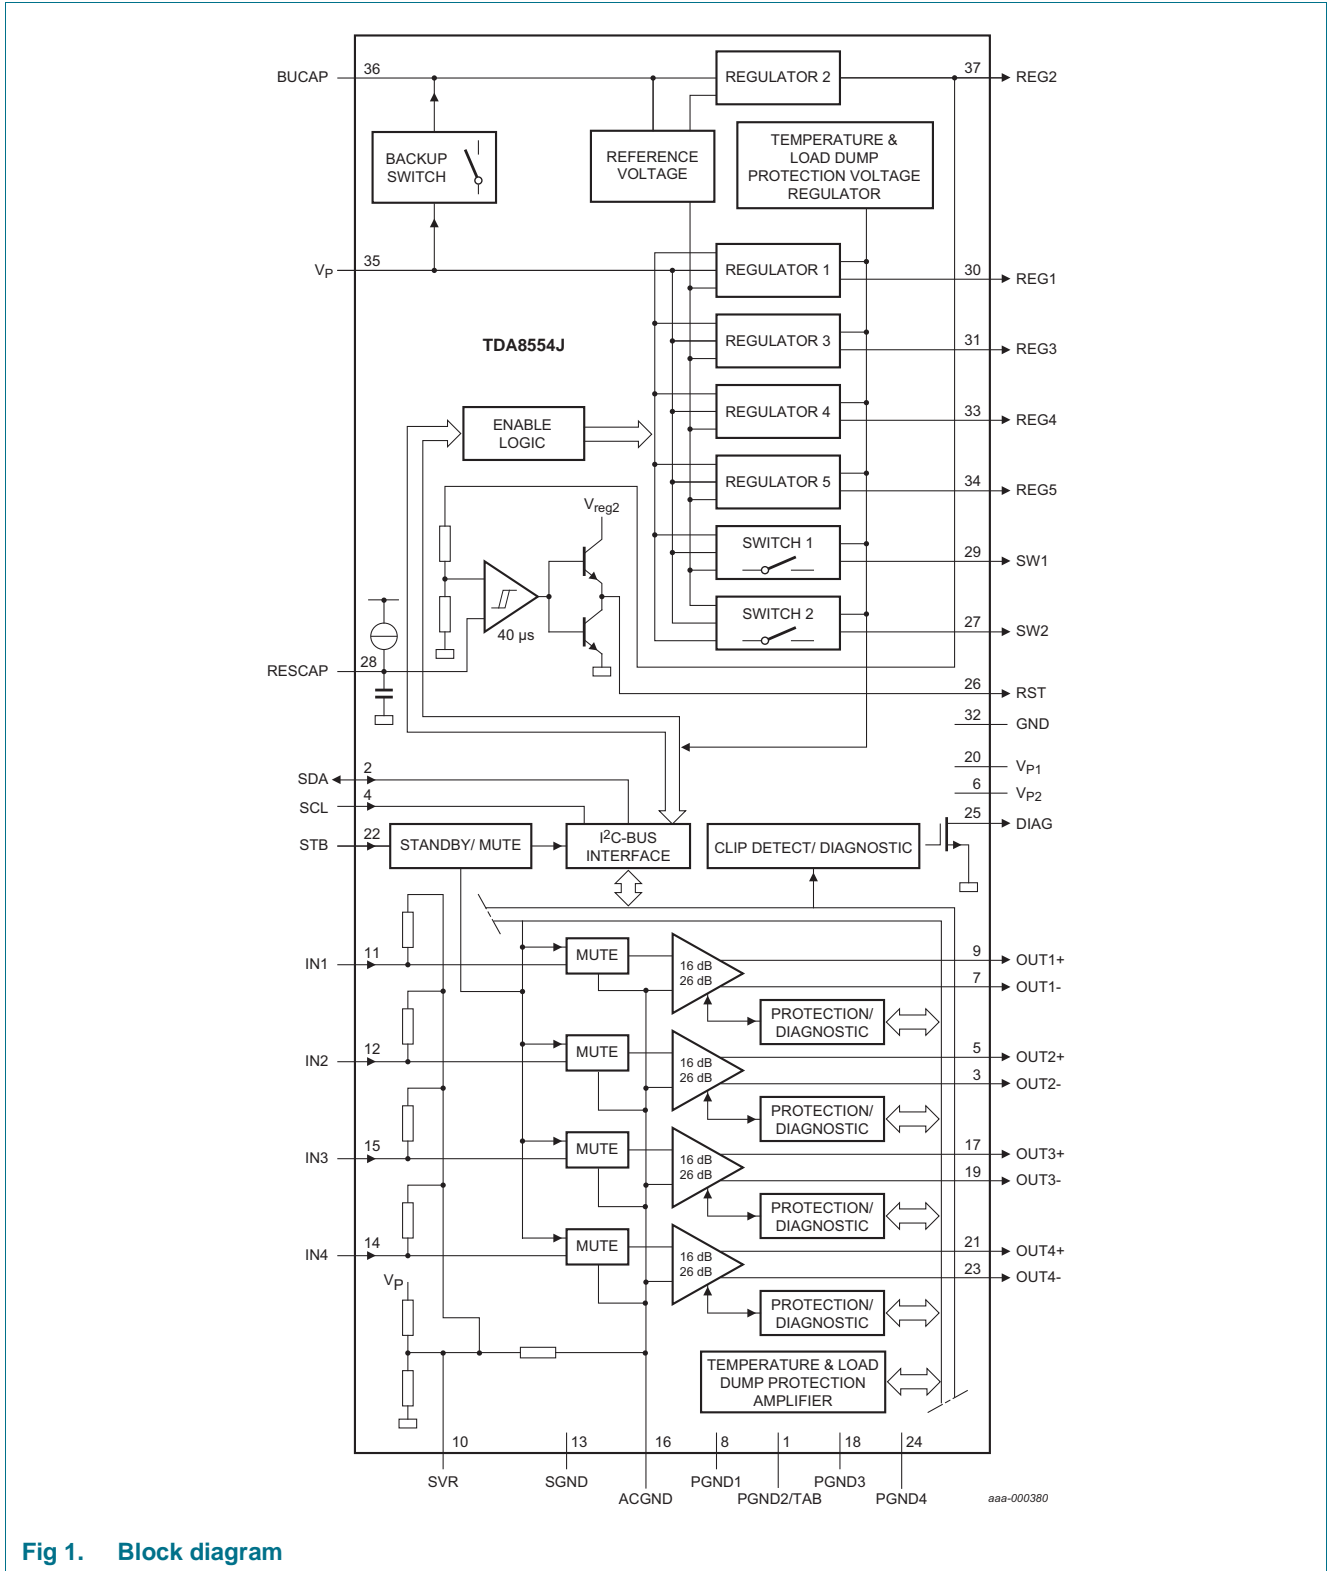 BUCAP 36 REGULATOR 2 37 REG2
BACKUP
SWITCH
REFERENCE
VOLTAGE
TEMPERATURE &
LOAD DUMP
PROTECTION VOLTAGE
REGULATOR
VP 35 REGULATOR 1 30 REG1
TDA8554J
REGULATOR 3 31 REG3
ENABLE
LOGIC
REGULATOR 4 33 REG4
REGULATOR 5 34 REG5
Vreg2
SWITCH 1 29 SW1
40 µs
SWITCH 2 27 SW2
RESCAP 28
26 RST
32 GND
20 VP1
6 VP2
SDA 2
SCL 4
STB 22 STANDBY/ MUTE
I2C-BUS
INTERFACE
CLIP DETECT/ DIAGNOSTIC
25 DIAG
IN1 11 MUTE
16 dB
26 dB
9 OUT1+
7 OUT1-
PROTECTION/
DIAGNOSTIC
IN2 12 MUTE
16 dB
26 dB
5 OUT2+
3 OUT2-
PROTECTION/
DIAGNOSTIC
IN3 15 MUTE
16 dB
26 dB
17 OUT3+
19 OUT3-
PROTECTION/
DIAGNOSTIC
IN4 14 MUTE
16 dB
26 dB
21 OUT4+
23 OUT4-
VP
PROTECTION/
DIAGNOSTIC
TEMPERATURE & LOAD
DUMP PROTECTION
AMPLIFIER
10 13 16 8 1 18 24
SVR SGND PGND1 PGND3
ACGND PGND2/TAB PGND4
aaa-000380
Fig 1. Block diagram